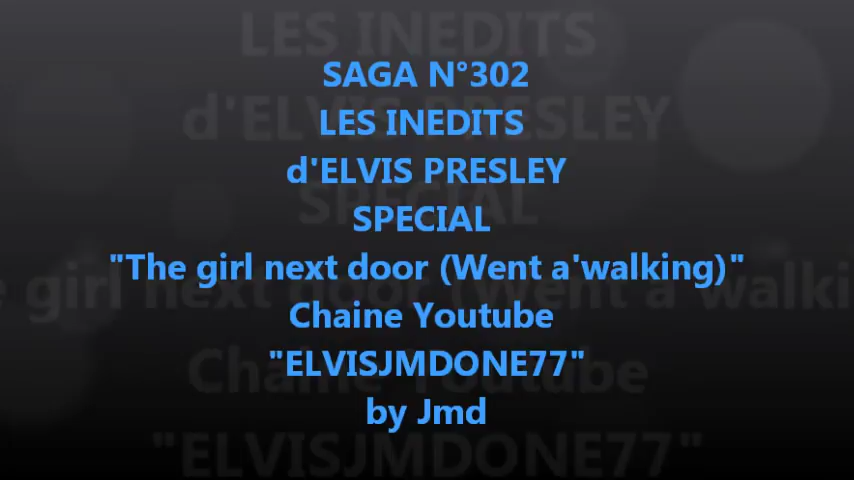 SAGA N°302
LES INEDITS
d'ELVIS PRESLEY
SPECIAL
"The girl next door (Went a'walking)"
Chaine Youtube
"ELVISJMDONE77"
by Jmd